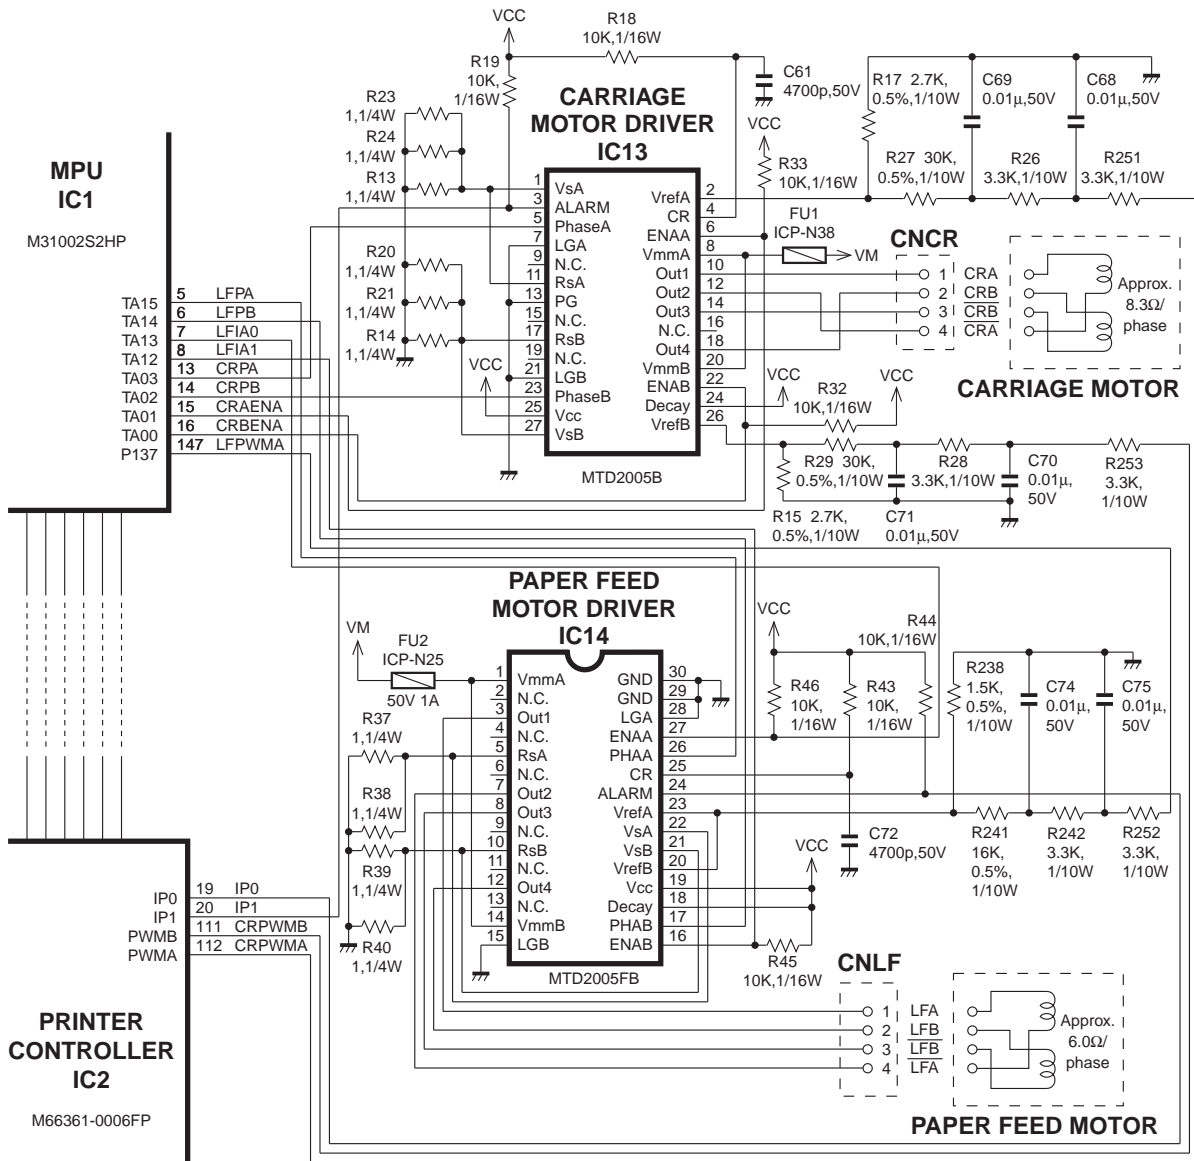 MPU
IC1
M31002S2HP
TA15 5 LFPA
TA14 6 LFPB
TA13 7 LFIA0
TA12 8 LFIA1
TA03 13 CRPA
TA02 14 CRPB
TA01 15 CRAENA
TA00 16 CRBENA
P137 147 LFPWMA
VCC
R18
10K,1/16W
R19
10K,
1/16W
C61
4700p,50V
R23
1,1/4W
R24
1,1/4W
R13
1,1/4W
R20
1,1/4W
R21
1,1/4W
R14
1,1/4W
VCC
CARRIAGE
MOTOR DRIVER
IC13
1 VsA
3 ALARM
5 PhaseA
7 LGA
9 N.C.
11 RsA
13 PG
15 N.C.
17 RsB
19 N.C.
21 LGB
23 PhaseB
25 Vcc
27 VsB
VrefA 2
CR 4
ENAA 6
VmmA 8
Out1 10
Out2 12
Out3 14
N.C. 16
Out4 18
VmmB 20
ENAB 22
Decay 24
VrefB 26
MTD2005B
VCC
R33
10K,1/16W
FU1
ICP-N38
VM
R17 2.7K,
0.5%,1/10W
C69
0.01μ,50V
C68
0.01μ,50V
R27 30K,
0.5%,1/10W
R26
3.3K,1/10W
R251
3.3K,1/10W
CNCR
1 CRA
2 CRB
3 CRB
4 CRA
Approx.
8.3Ω/
phase
CARRIAGE MOTOR
VCC
R32
10K,1/16W
VCC
R29 30K,
0.5%,1/10W
R28
3.3K,1/10W
C70
0.01μ,
50V
R253
3.3K,
1/10W
R15 2.7K,
0.5%,1/10W
C71
0.01μ,50V
PAPER FEED
MOTOR DRIVER
IC14
VM
FU2
ICP-N25
50V 1A
R37
1,1/4W
R38
1,1/4W
R39
1,1/4W
R40
1,1/4W
1 VmmA
2 N.C.
3 Out1
4 N.C.
5 RsA
6 N.C.
7 Out2
8 Out3
9 N.C.
10 RsB
11 N.C.
12 Out4
13 N.C.
14 VmmB
15 LGB
GND 30
GND 29
LGA 28
ENAA 27
PHAA 26
CR 25
ALARM 24
VrefA 23
VsA 22
VsB 21
VrefB 20
Vcc 19
Decay 18
PHAB 17
ENAB 16
MTD2005FB
VCC
R46
10K,
1/16W
R43
10K,
1/16W
R44
10K,1/16W
R238
1.5K,
0.5%,
1/10W
C74
0.01μ,
50V
C75
0.01μ,
50V
C72
4700p,50V
R241
16K,
0.5%,
1/10W
R242
3.3K,
1/10W
R252
3.3K,
1/10W
VCC
R45
10K,1/16W
CNLF
1 LFA
2 LFB
3 LFB
4 LFA
Approx.
6.0Ω/
phase
PAPER FEED MOTOR
IP0 19 IP0
IP1 20 IP1
PWMB 111 CRPWMB
PWMA 112 CRPWMA
PRINTER
CONTROLLER
IC2
M66361-0006FP